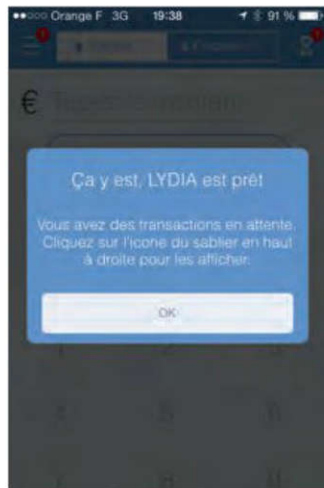 Orange F 3G 19:38 91 %
€
Ça y est, LYDIA est prêt
Vous avez des transactions en attente.
Cliquez sur l'icone du sablier en haut
à droite pour les afficher.
OK